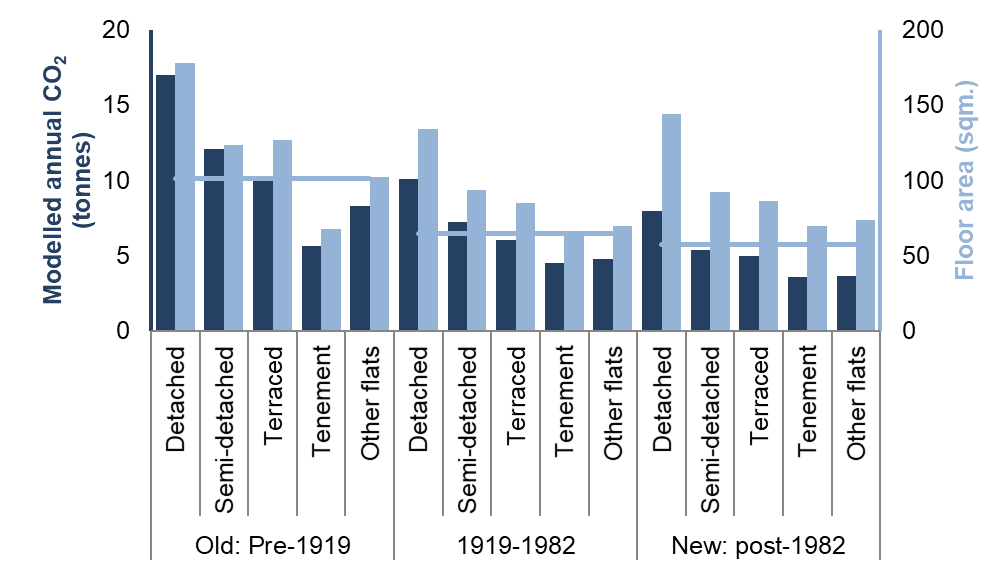 Modelled annual CO₂
(tonnes)
20
15
10
5
0
200
150
100
50
0
Floor area (sqm.)
Detached
Semi-detached
Terraced
Tenement
Other flats
Detached
Semi-detached
Terraced
Tenement
Other flats
Detached
Semi-detached
Terraced
Tenement
Other flats
Old: Pre-1919
1919-1982
New: post-1982